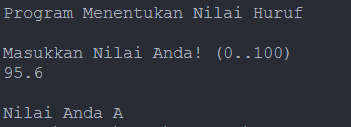 Program Menentukan Nilai Huruf
Masukkan Nilai Anda! (0..100)
95.6
Nilai Anda A